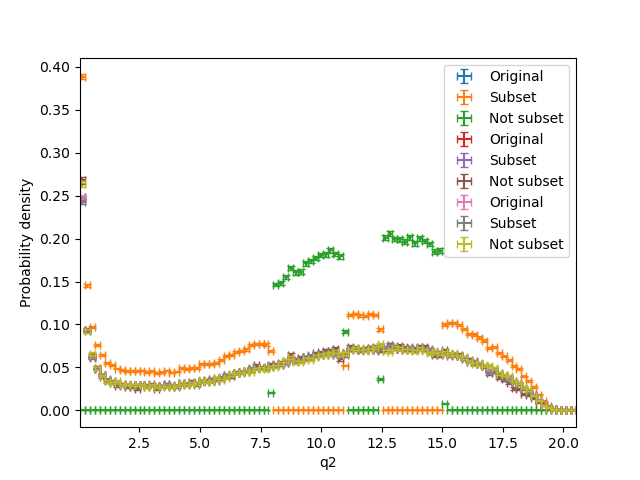 0.40
0.35
0.30
0.25
0.20
0.15
0.10
0.05
0.00
Probability density
Original
Subset
Not subset
Original
Subset
Not subset
Original
Subset
Not subset
2.5 5.0 7.5 10.0 12.5 15.0 17.5 20.0
q2